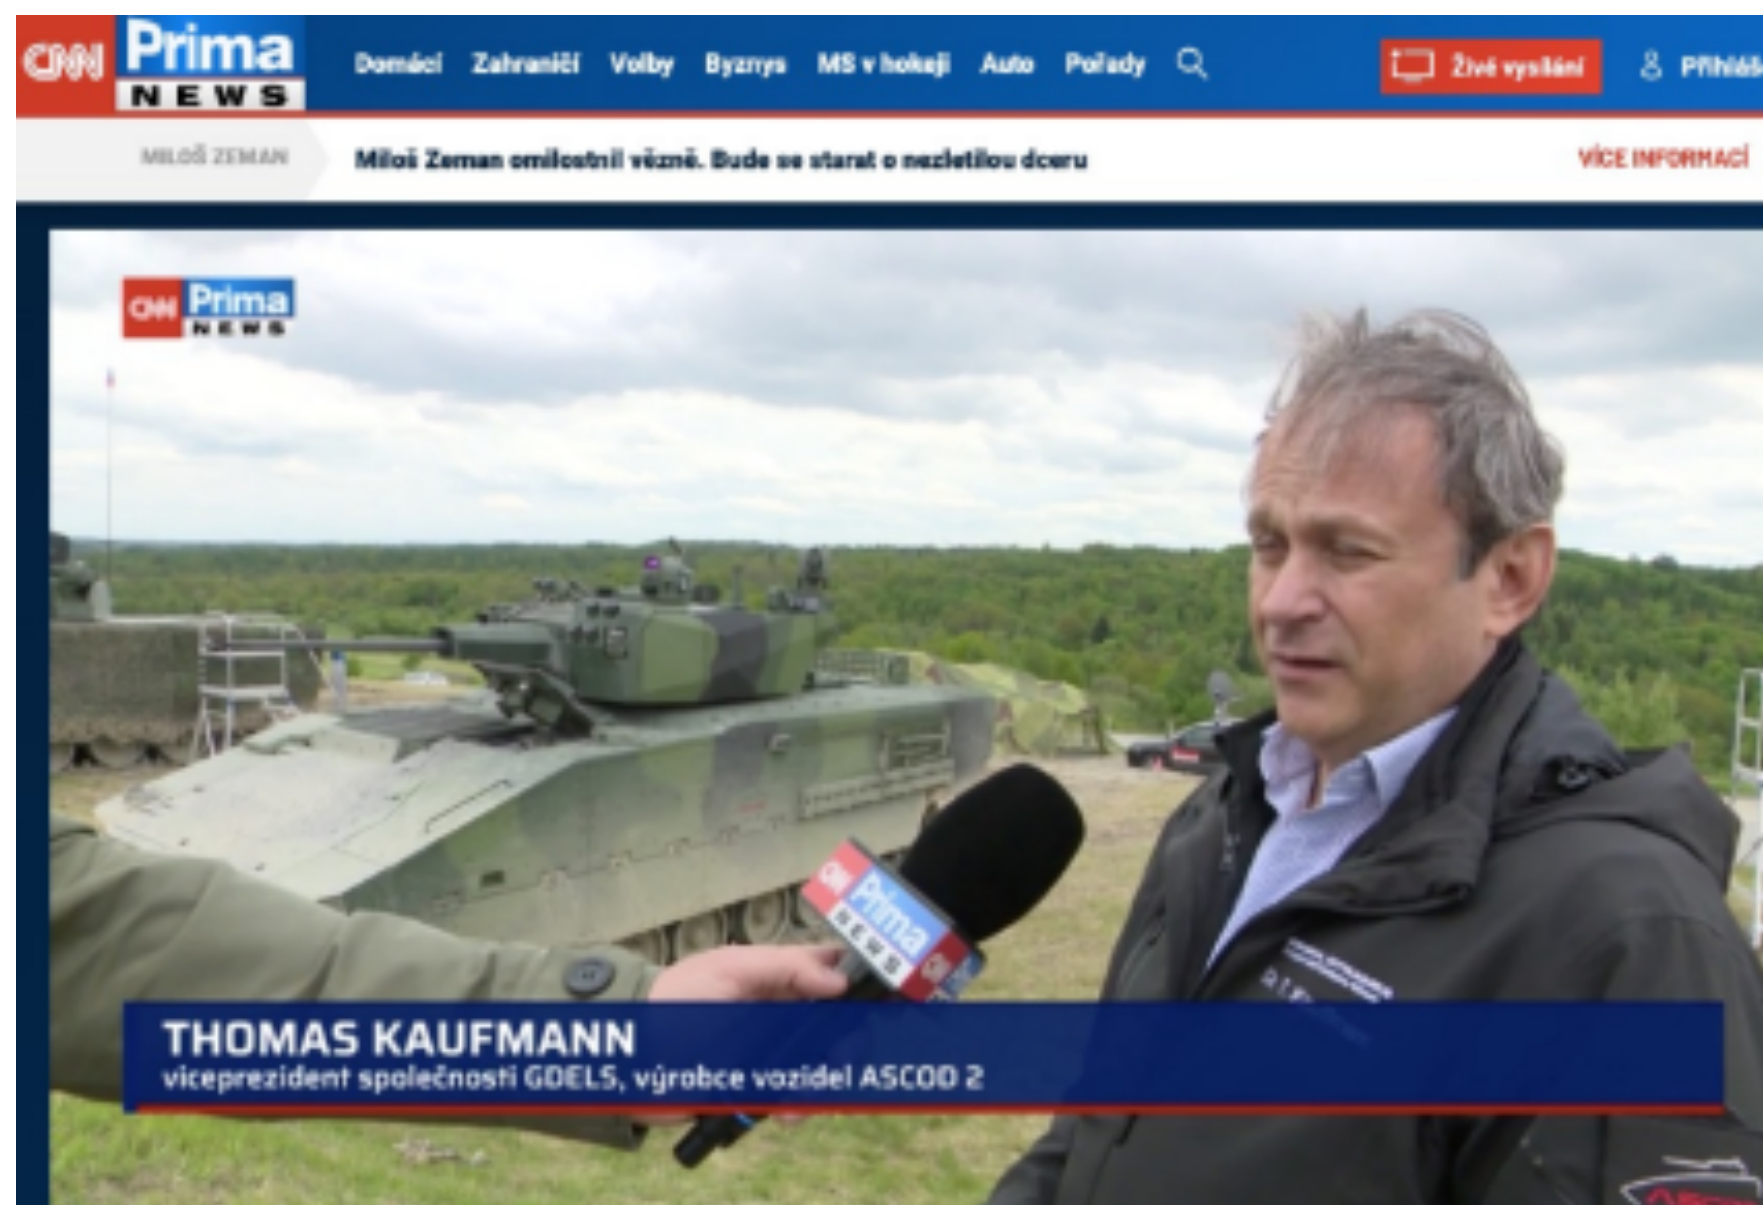 CNN Prima NEWS
Domácí Zahraničí Volby Byznys MS v hokeji Auto Pořady
Živé vysílání
MILOŠ ZEMAN
Miloš Zeman omilostnil vězně. Bude se starat o nezletilou dceru
VÍCE INFORMACÍ
CNN Prima NEWS
CNN Prima NEWS
CNN
THOMAS KAUFMANN
viceprezident společnosti GDELS, výrobce vozidel ASCOD 2